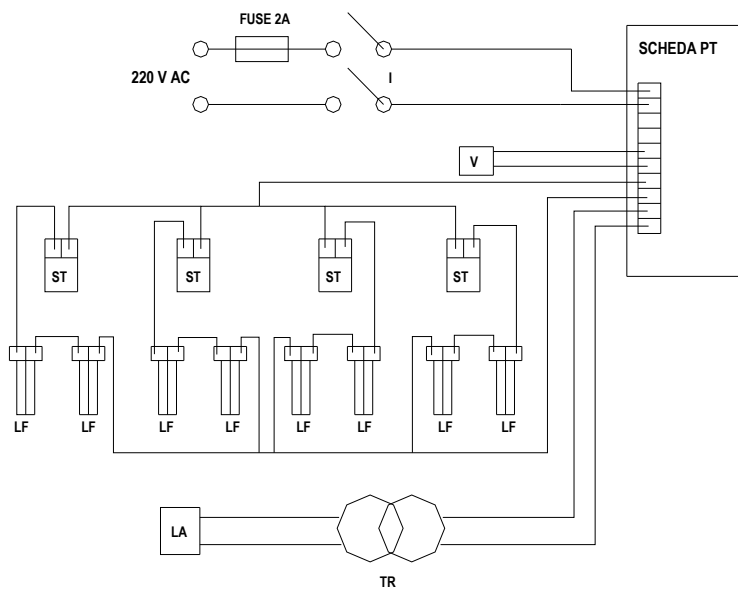 FUSE 2A
SCHEDA PT
220 V AC
I
V
ST ST ST ST
LF LF LF LF LF LF LF LF
LA
TR